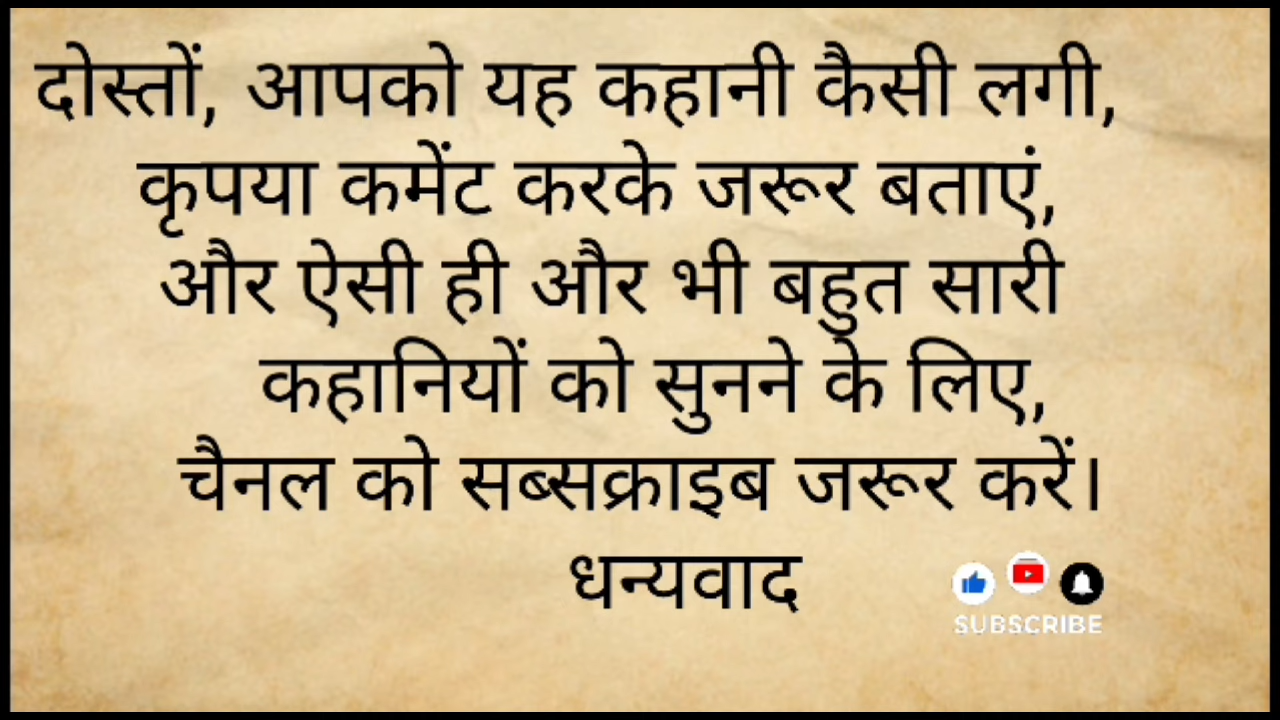 दोस्तों, आपको यह कहानी कैसी लगी,
कृपया कमेंट करके जरूर बताएं,
और ऐसी ही और भी बहुत सारी
कहानियों को सुनने के लिए,
चैनल को सब्सक्राइब जरूर करें।
धन्यवाद
SUBSCRIBE